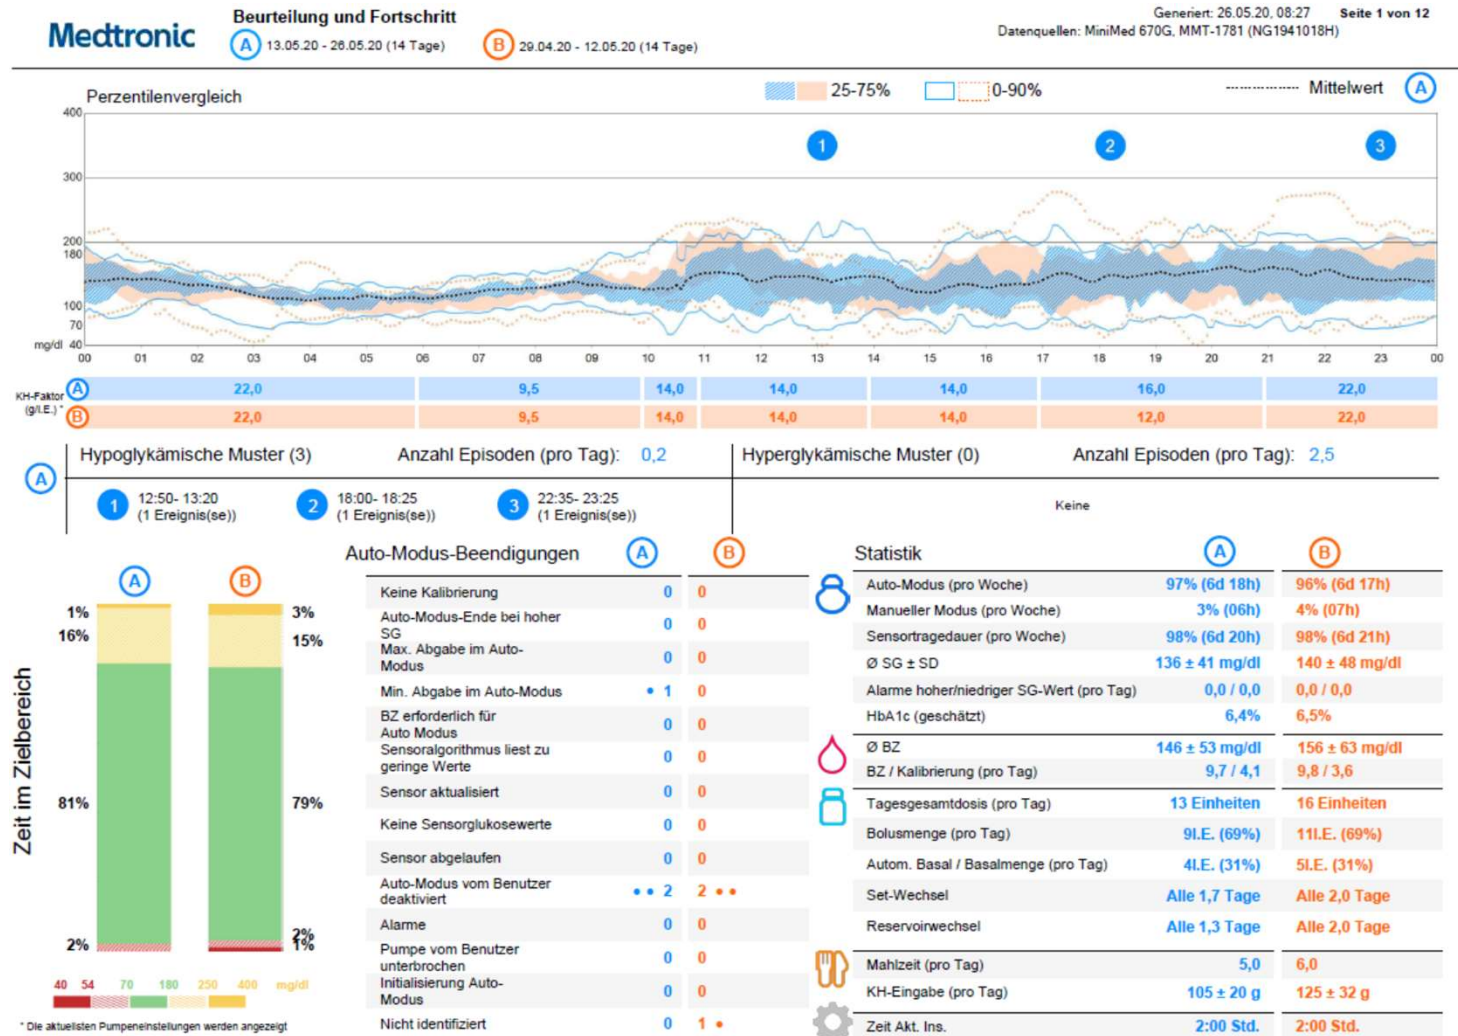 Medtronic
Beurteilung und Fortschritt
A 13.05.20 - 26.05.20 (14 Tage) B 29.04.20 - 12.05.20 (14 Tage)
Generiert: 26.05.20, 08:27 Seite 1 von 12
Datenquellen: MiniMed 670G, MMT-1781 (NG1941018H)
Perzentilenvergleich 25-75% 0-90% Mittelwert A
400
1 2 3
300
200
180
100
70
mg/dl 40
00 01 02 03 04 05 06 07 08 09 10 11 12 13 14 15 16 17 18 19 20 21 22 23 00
KH-Faktor
(g/I.E.) *
A 22,0 9,5 14,0 14,0 14,0 16,0 22,0
B 22,0 9,5 14,0 14,0 14,0 12,0 22,0
A
Hypoglykämische Muster (3) Anzahl Episoden (pro Tag): 0,2
1 12:50- 13:20
(1 Ereignis(se))
2 18:00- 18:25
(1 Ereignis(se))
3 22:35- 23:25
(1 Ereignis(se))
Hyperglykämische Muster (0) Anzahl Episoden (pro Tag): 2,5
Keine
Zeit im Zielbereich
A B
1% 3%
16% 15%
81% 79%
2% 2%
1%
40 54 70 180 250 400 mg/dl
* Die aktuellsten Pumpeneinstellungen werden angezeigt
Auto-Modus-Beendigungen A B
Keine Kalibrierung 0 0
Auto-Modus-Ende bei hoher
SG 0 0
Max. Abgabe im Auto-
Modus 0 0
Min. Abgabe im Auto-Modus • 1 0
BZ erforderlich für
Auto Modus 0 0
Sensoralgorithmus liest zu
geringe Werte 0 0
Sensor aktualisiert 0 0
Keine Sensorglukosewerte 0 0
Sensor abgelaufen 0 0
Auto-Modus vom Benutzer
deaktiviert • • 2 2 • •
Alarme 0 0
Pumpe vom Benutzer
unterbrochen 0 0
Initialisierung Auto-
Modus 0 0
Nicht identifiziert 0 1 •
Statistik A B
Auto-Modus (pro Woche) 97% (6d 18h) 96% (6d 17h)
Manueller Modus (pro Woche) 3% (06h) 4% (07h)
Sensortragedauer (pro Woche) 98% (6d 20h) 98% (6d 21h)
Ø SG ± SD 136 ± 41 mg/dl 140 ± 48 mg/dl
Alarme hoher/niedriger SG-Wert (pro Tag) 0,0 / 0,0 0,0 / 0,0
HbA1c (geschätzt) 6,4% 6,5%
Ø BZ 146 ± 53 mg/dl 156 ± 63 mg/dl
BZ / Kalibrierung (pro Tag) 9,7 / 4,1 9,8 / 3,6
Tagesgesamtdosis (pro Tag) 13 Einheiten 16 Einheiten
Bolusmenge (pro Tag) 9I.E. (69%) 11I.E. (69%)
Autom. Basal / Basalmenge (pro Tag) 4I.E. (31%) 5I.E. (31%)
Set-Wechsel Alle 1,7 Tage Alle 2,0 Tage
Reservoirwechsel Alle 1,3 Tage Alle 2,0 Tage
Mahlzeit (pro Tag) 5,0 6,0
KH-Eingabe (pro Tag) 105 ± 20 g 125 ± 32 g
Zeit Akt. Ins. 2:00 Std. 2:00 Std.